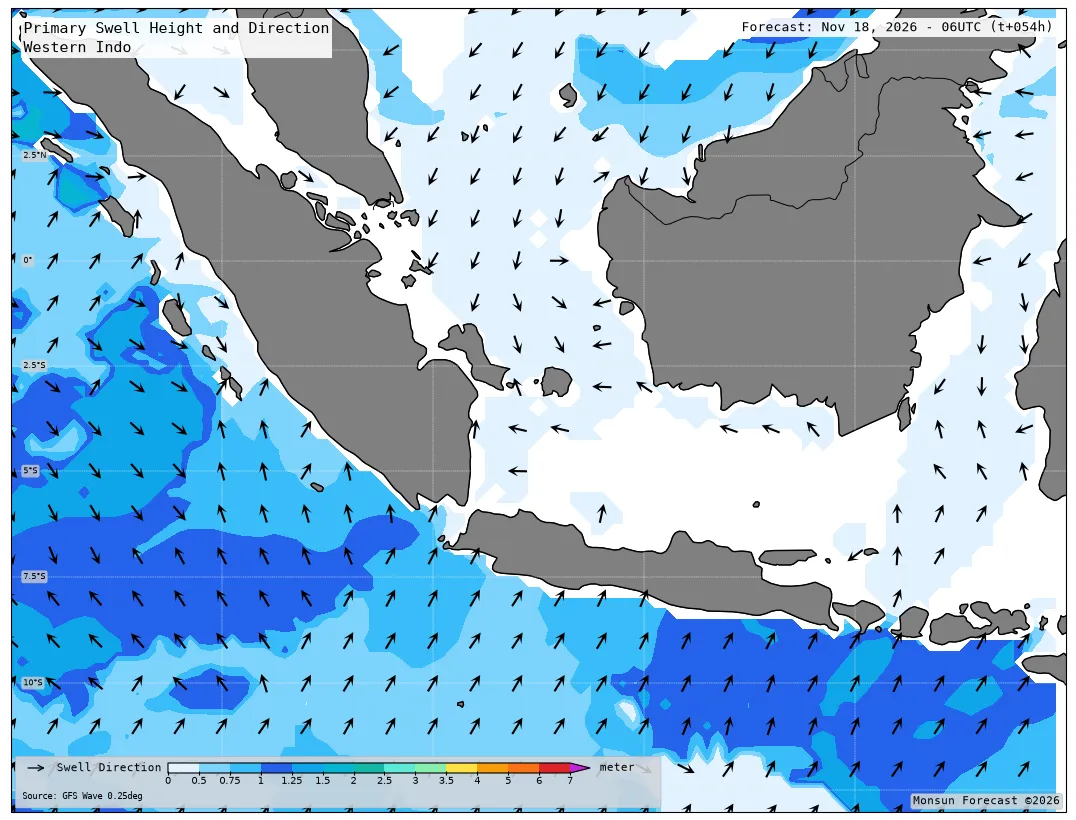 Primary Swell Height and Direction
Western Indo
Forecast: Nov 18, 2026 - 06UTC (t+054h)
2.5°N
0°
2.5°S
5°S
7.5°S
10°S
Swell Direction
0 0.5 0.75 1 1.25 1.5 2 2.5 3 3.5 4 5 6 7
meter
Source: GFS Wave 0.25deg
Monsun Forecast ©2026